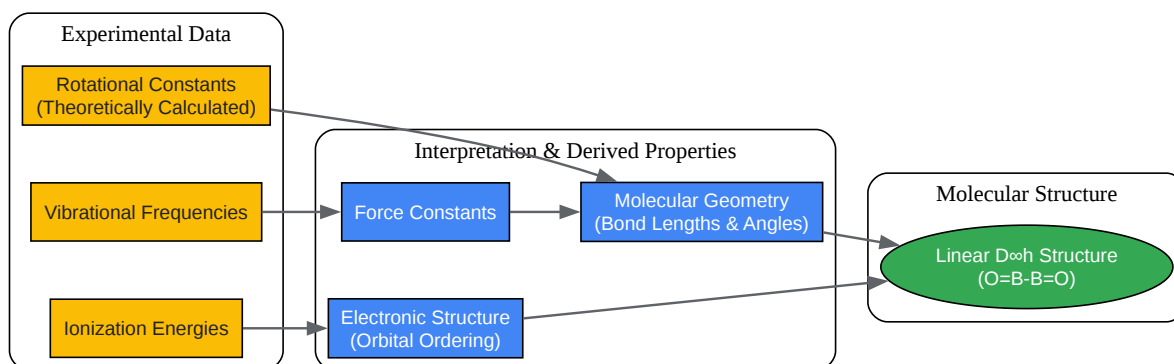 Experimental Data
Rotational Constants
(Theoretically Calculated)
Vibrational Frequencies
Ionization Energies
Interpretation & Derived Properties
Force Constants
Molecular Geometry
(Bond Lengths & Angles)
Electronic Structure
(Orbital Ordering)
Molecular Structure
Linear D∞h Structure
(O=B-B=O)